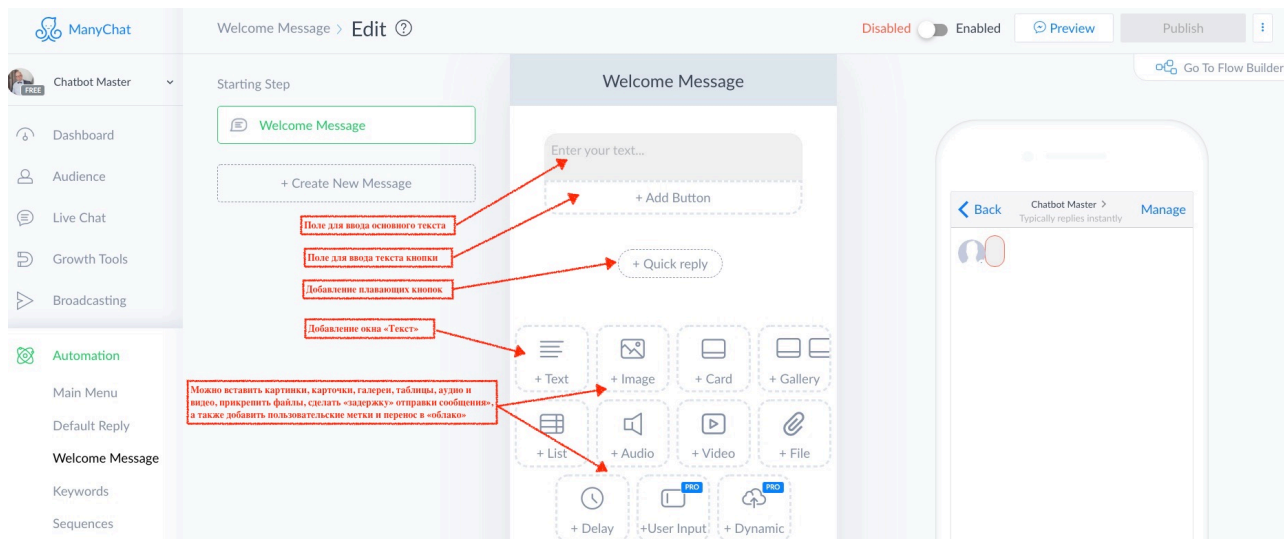 ManyChat
Welcome Message > Edit ?
Disabled Enabled
Preview
Publish
Go To Flow Builder
FREE
Chatbot Master
Dashboard
Audience
Live Chat
Growth Tools
Broadcasting
Automation
Main Menu
Default Reply
Welcome Message
Keywords
Sequences
Starting Step
Welcome Message
+ Create New Message
Поле для ввода основного текста
Поле для ввода текста кнопки
Добавление плавающих кнопок
Добавление окна «Текст»
Можно вставить картинки, карточки, галереи, таблицы, аудио и
видео, прикрепить файлы, сделать «задержку» отправки сообщения»,
а также добавить пользовательские метки и перенос в «облако»
Welcome Message
Enter your text...
+ Add Button
+ Quick reply
+ Text
+ Image
+ Card
+ Gallery
+ List
+ Audio
+ Video
+ File
+ Delay
PRO
+User Input
PRO
+ Dynamic
Back
Chatbot Master >
Typically replies instantly
Manage